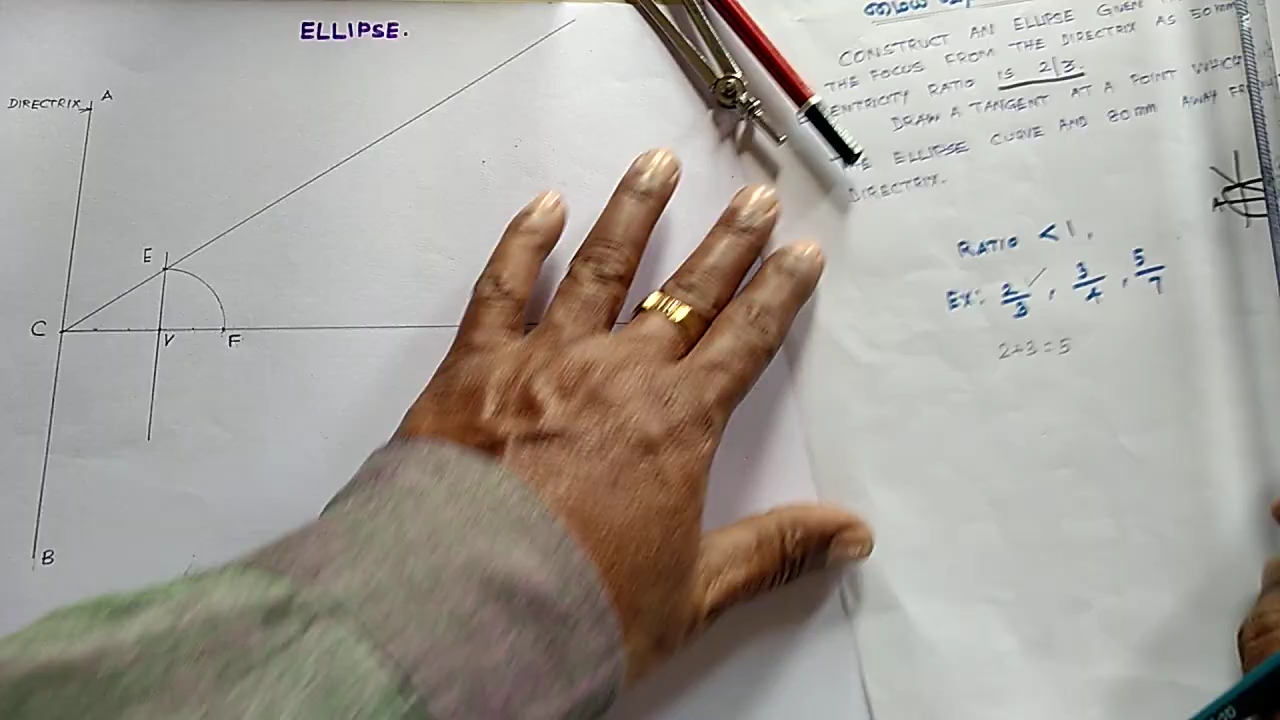 ELLIPSE.
DIRECTRIX
A
E
C
V
F
B
CONSTRUCT AN ELLIPSE GIVEN
THE FOCUS FROM THE DIRECTRIX AS 50mm
RATIO IS 2/3.
DRAW A TANGENT AT A POINT WHICH
ELLIPSE CURVE AND 80mm AWAY
DIRECTRIX.
RATIO < 1.
EX: 2/3 ✓, 3/4, 5/7
2+3=5
A